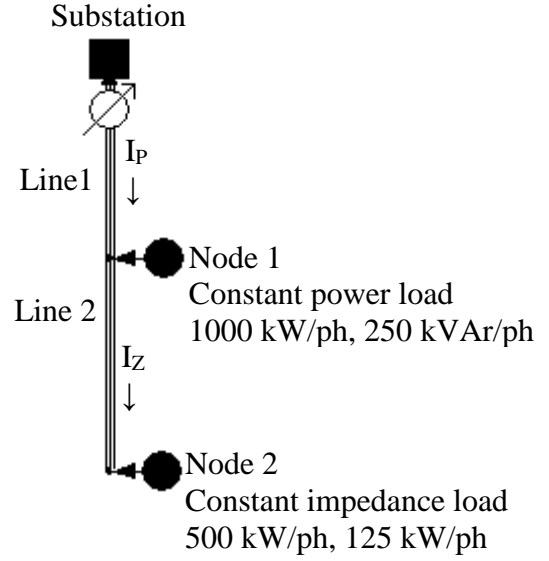 Substation
I_P
Line1
↓
Node 1
Constant power load
1000 kW/ph, 250 kVAr/ph
Line 2
I_Z
↓
Node 2
Constant impedance load
500 kW/ph, 125 kW/ph